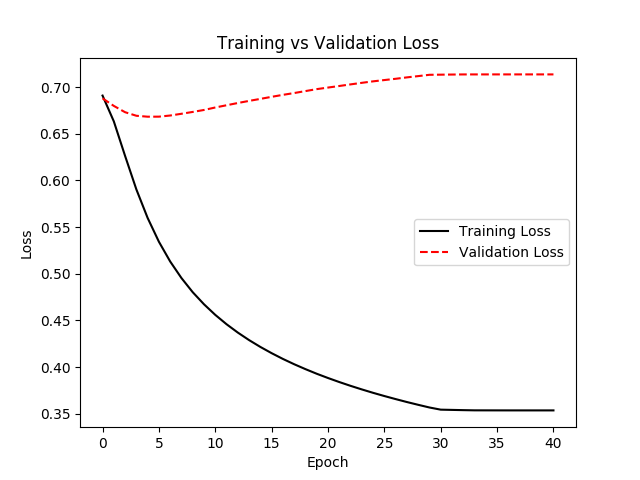 Training vs Validation Loss
0.70
0.65
0.60
0.55
0.50
0.45
0.40
0.35
Loss
Training Loss
Validation Loss
0 5 10 15 20 25 30 35 40
Epoch